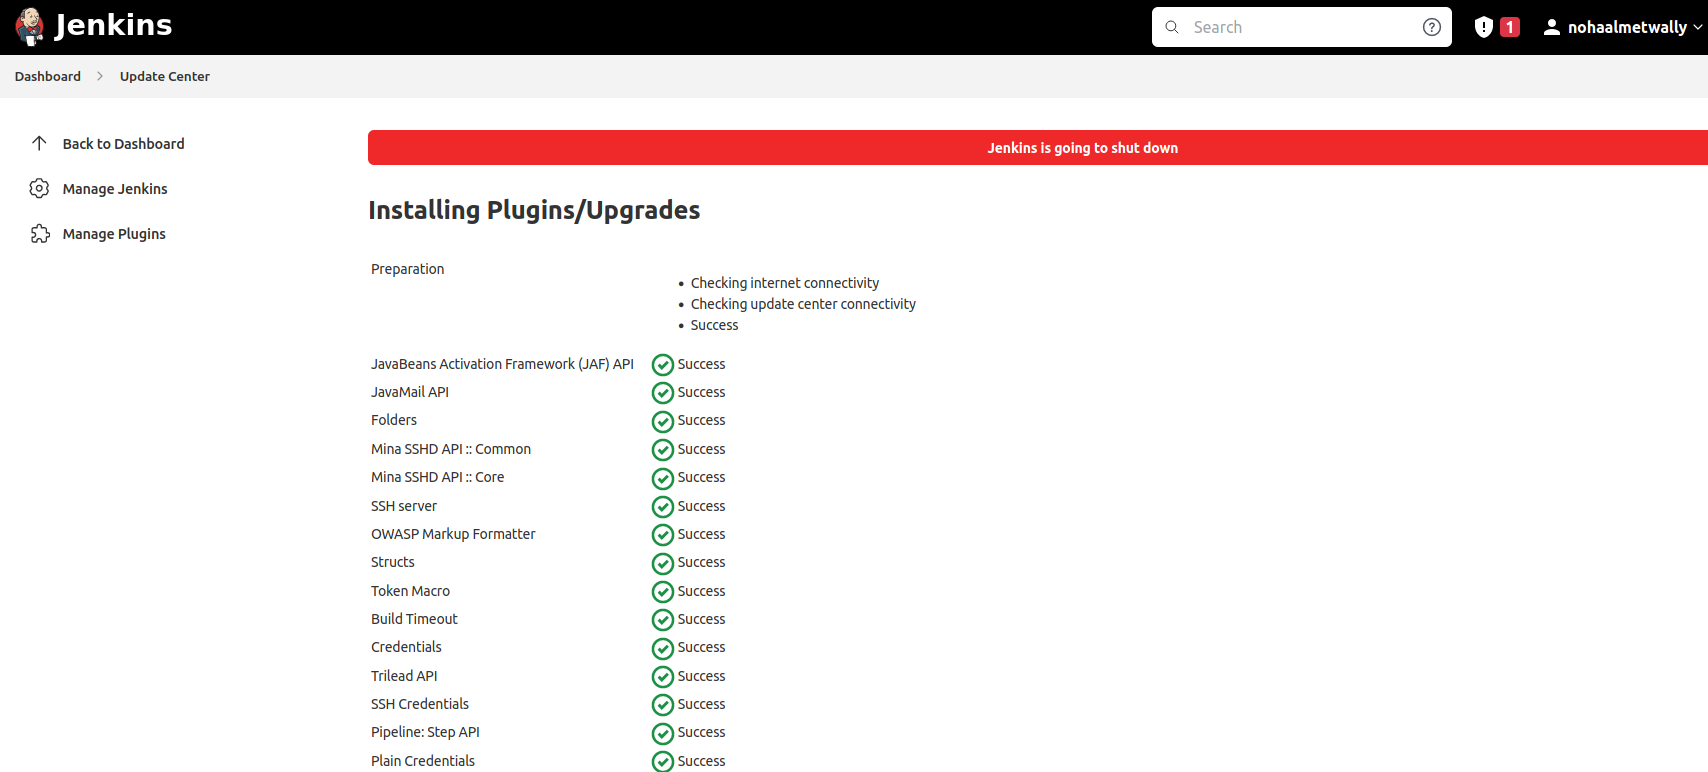 Jenkins
Search
1
nohaalmetwally
Dashboard
Update Center
Back to Dashboard
Manage Jenkins
Manage Plugins
Jenkins is going to shut down
Installing Plugins/Upgrades
Preparation
Checking internet connectivity
Checking update center connectivity
Success
JavaBeans Activation Framework (JAF) API Success
JavaMail API Success
Folders Success
Mina SSHD API :: Common Success
Mina SSHD API :: Core Success
SSH server Success
OWASP Markup Formatter Success
Structs Success
Token Macro Success
Build Timeout Success
Credentials Success
Trilead API Success
SSH Credentials Success
Pipeline: Step API Success
Plain Credentials Success